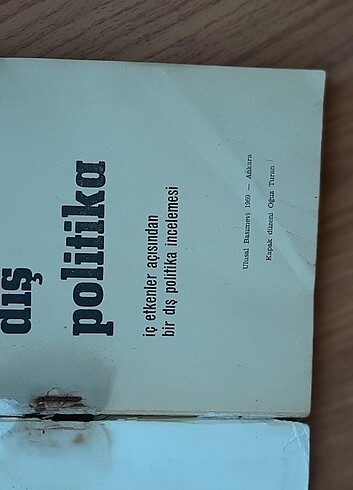 dış
politika
iç etkenler açısından
bir dış politika incelemesi
Ulusal Basımevi 1969 — Ankara
Kapak düzeni Oğuz Turan